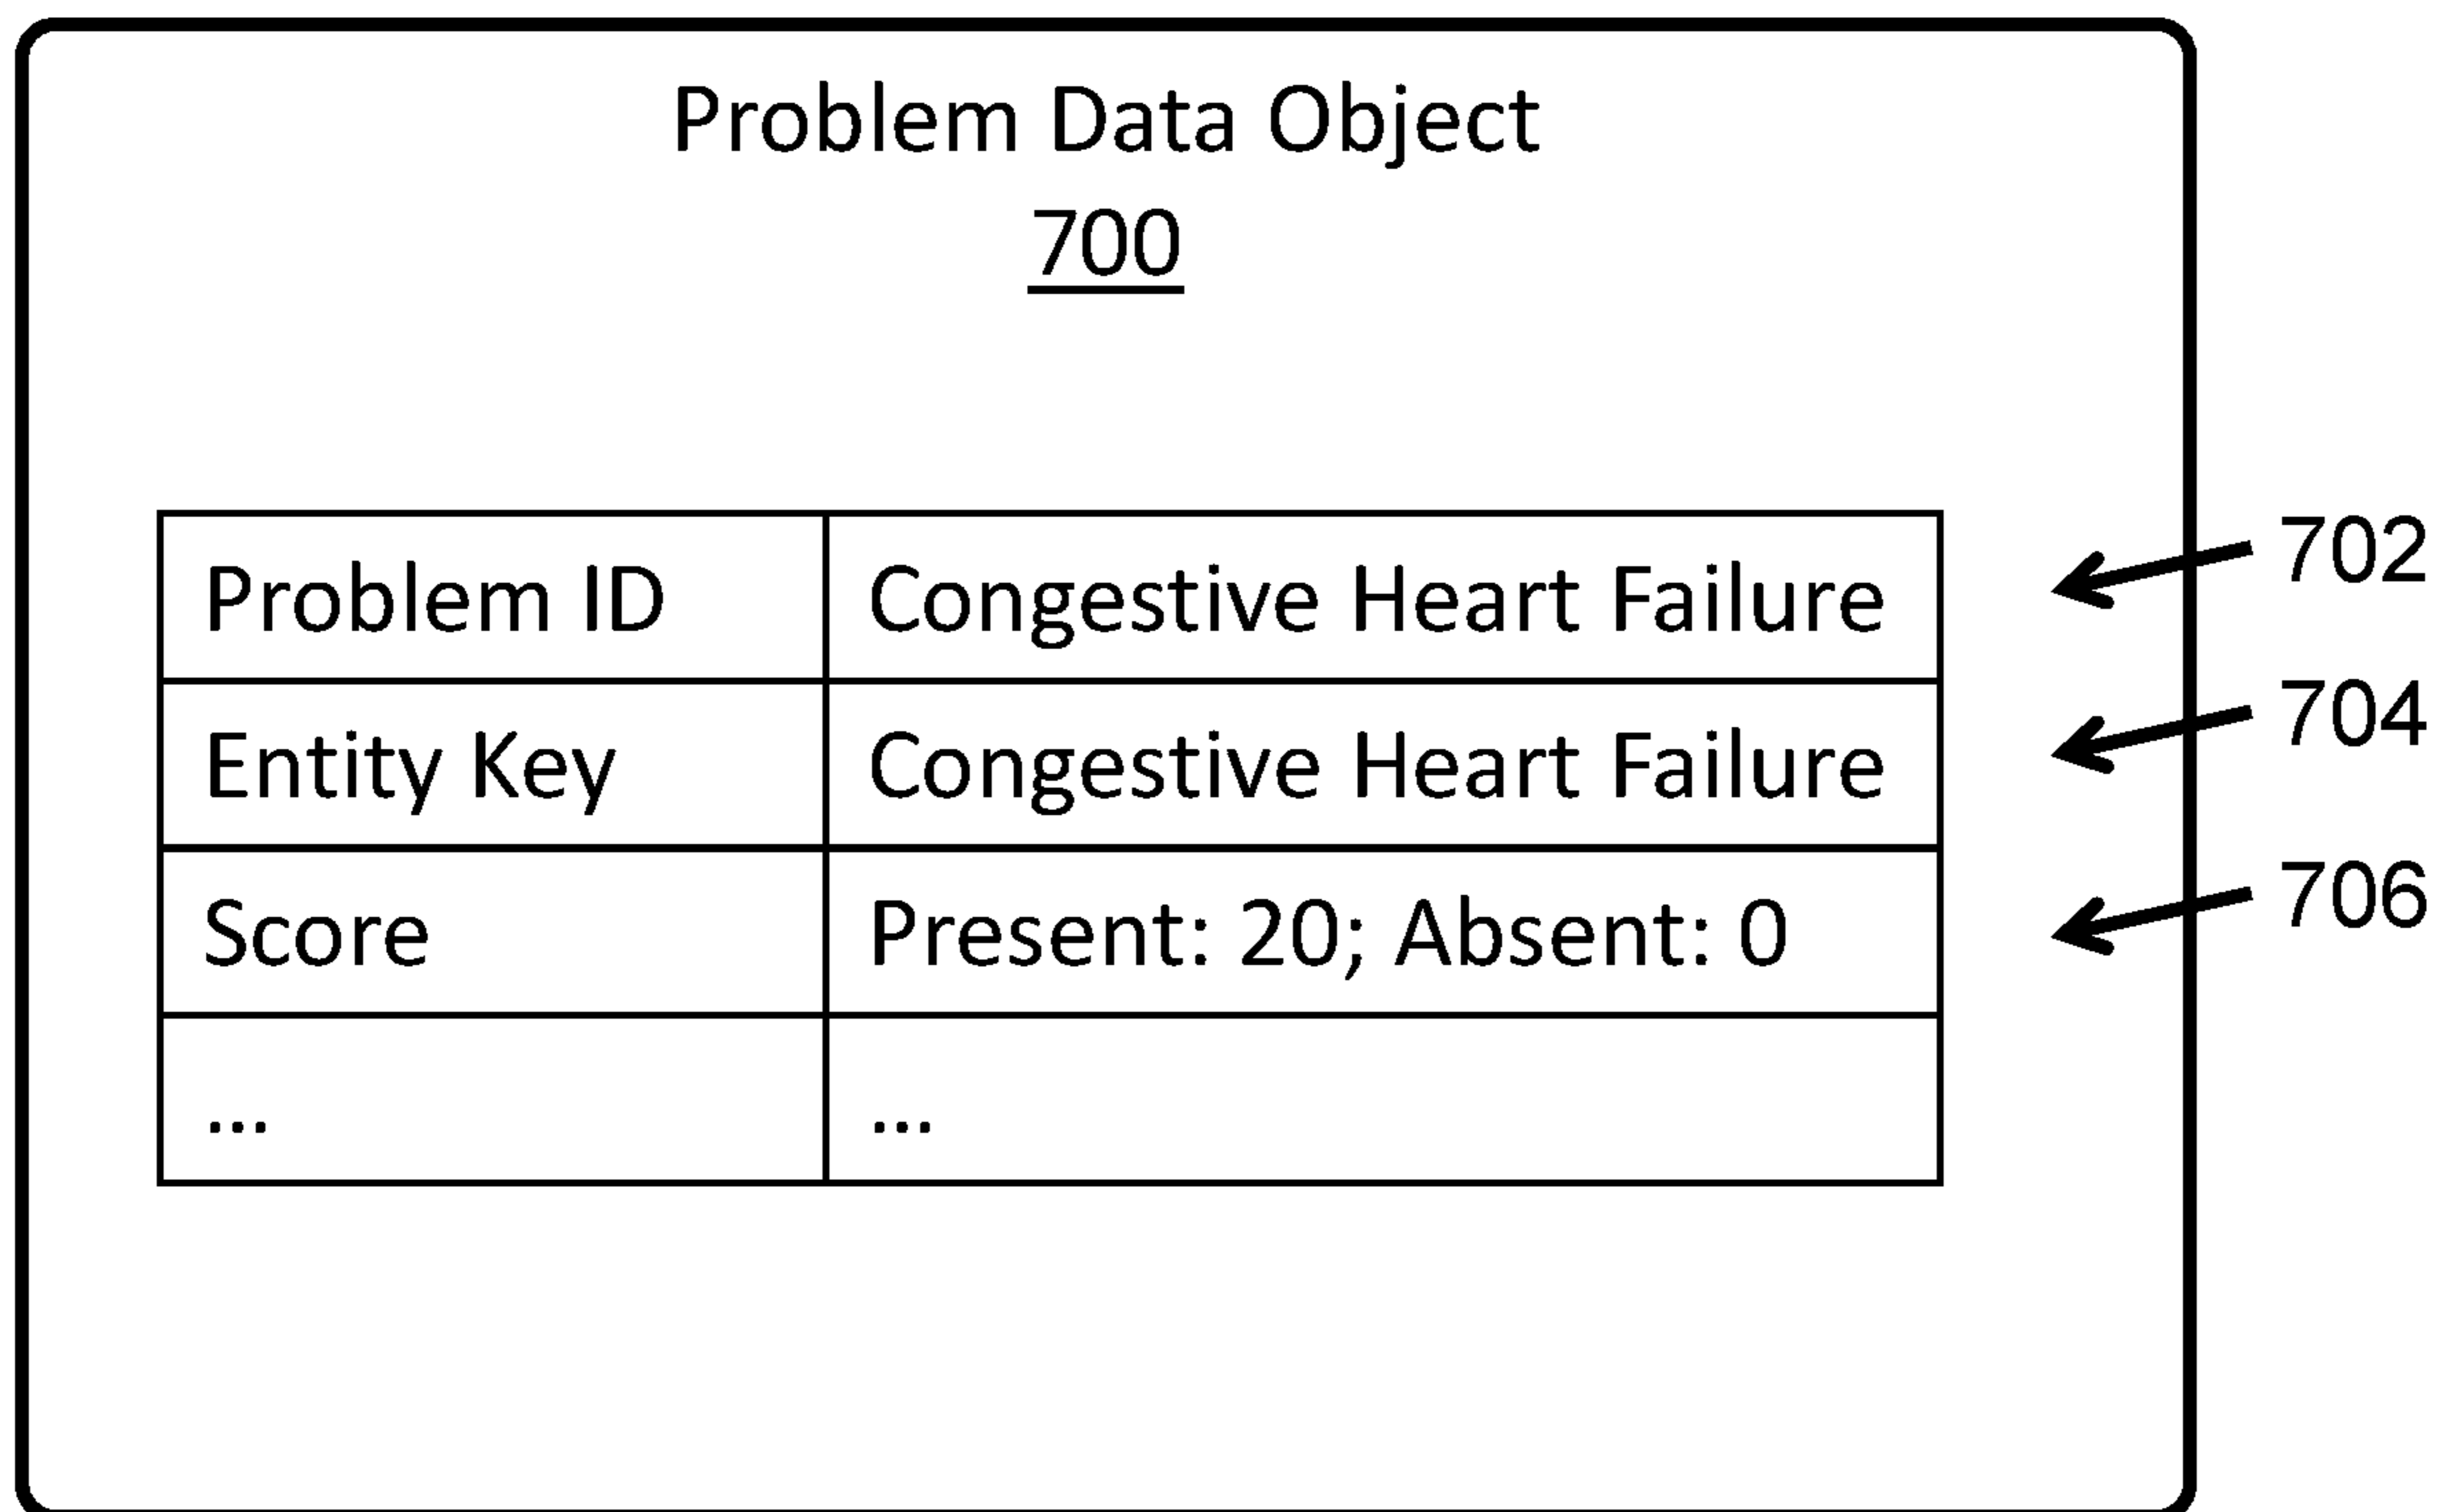 Problem Data Object
700
Problem ID Congestive Heart Failure 702
Entity Key Congestive Heart Failure 704
Score Present: 20; Absent: 0 706
... ...